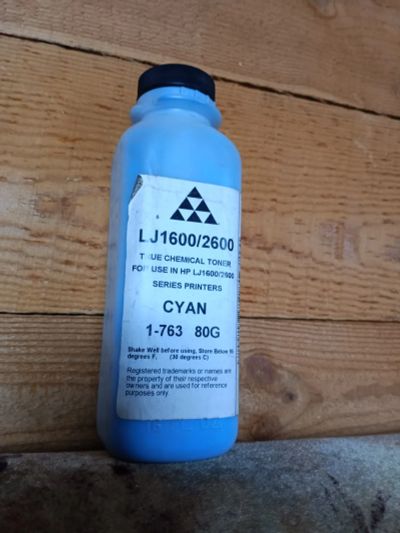 LJ1600/2600
TRUE CHEMICAL TONER
FOR USE IN HP LJ1600/2600
SERIES PRINTERS
CYAN
1-763 80G
Shake Well before using, Store Below
degrees F. (30 degrees C)
Registered trademarks or names are
the property of their respective
owners and are used for reference
purposes only.